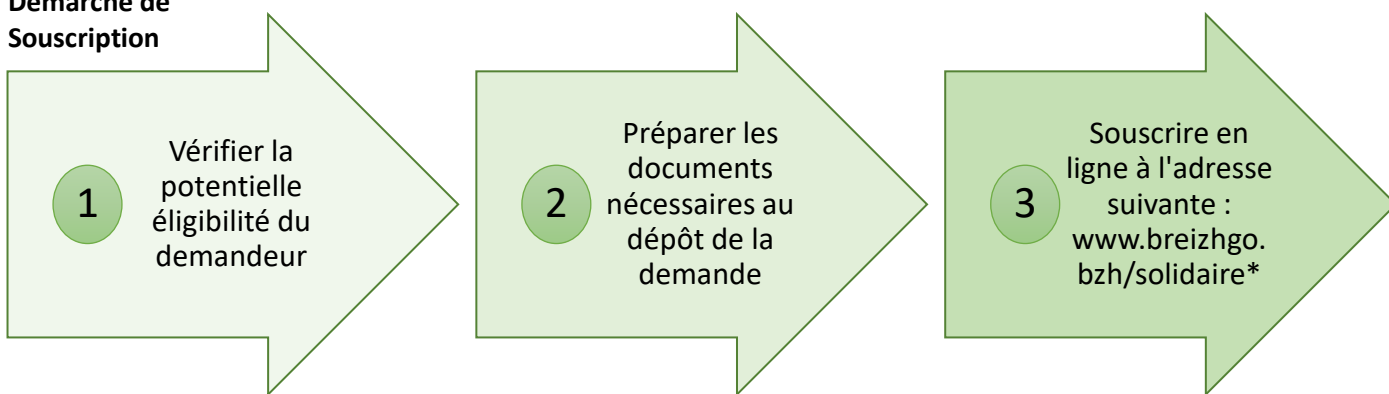 Démarche de
Souscription
1
Vérifier la
potentielle
éligibilité du
demandeur
2
Préparer les
documents
nécessaires au
dépôt de la
demande
3
Souscrire en
ligne à l'adresse
suivante :
www.breizhgo.
bzh/solidaire*